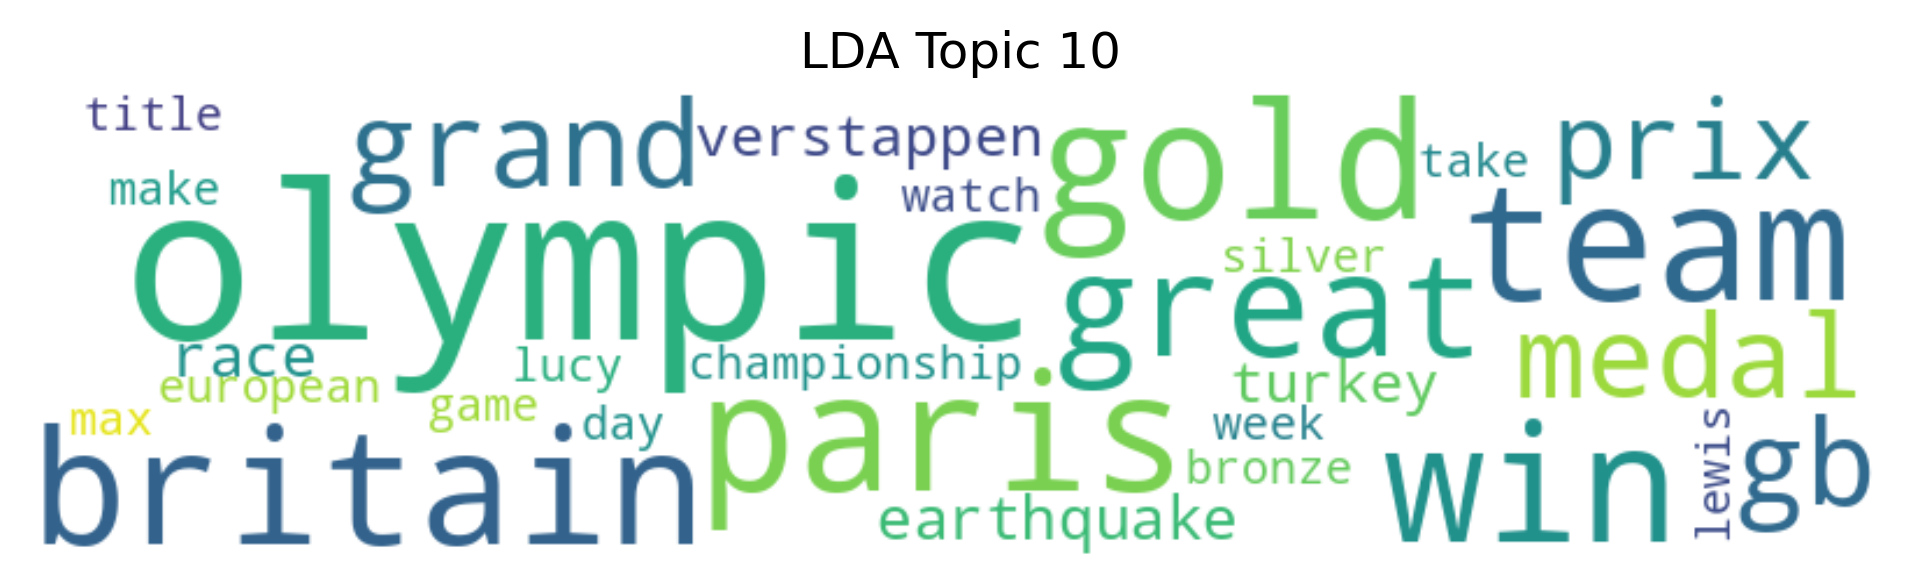 LDA Topic 10
title grand verstappen gold take prix
make olympic watch silver great team
race lucy championship turkey medal
european game day paris week
max britain bronze win lewis gb
earthquake